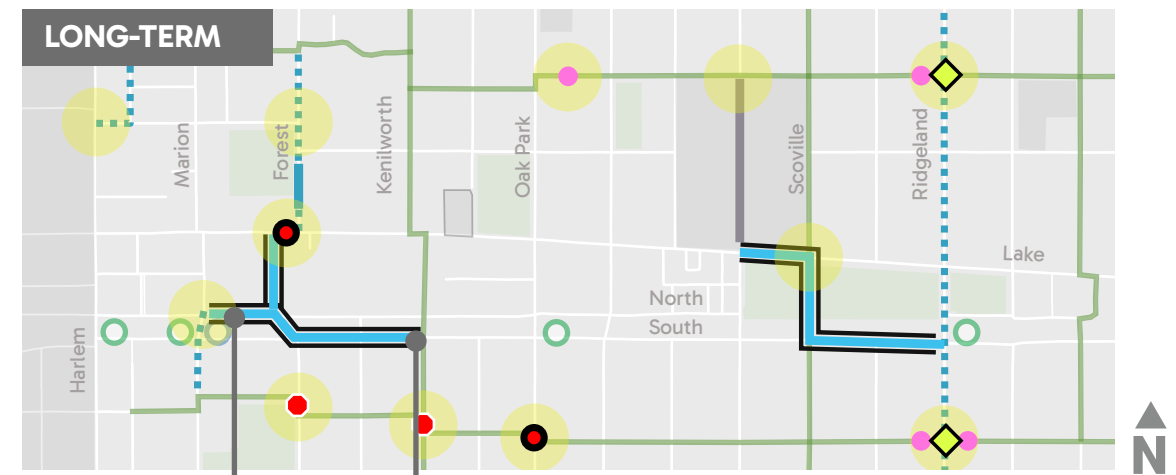 LONG-TERM
Marion
Forest
Kenilworth
Oak Park
Scoville
Ridgeland
Lake
North
South
Harlem
N